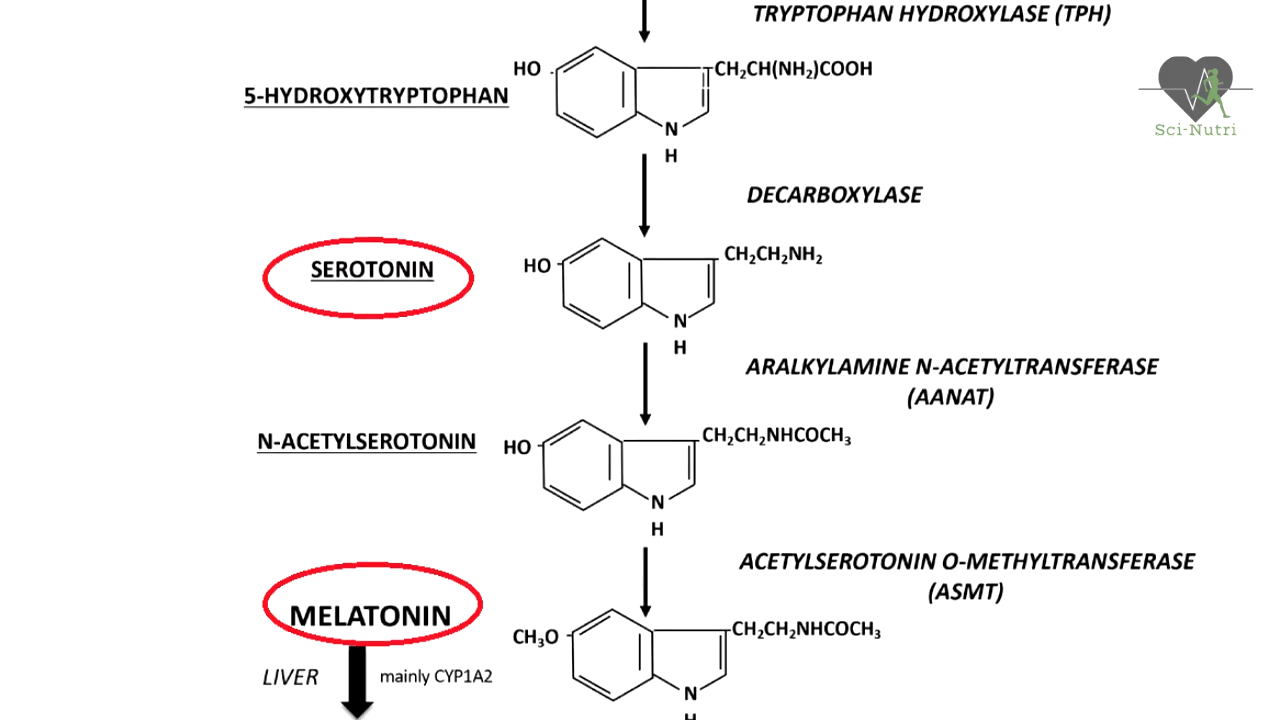 TRYPTOPHAN HYDROXYLASE (TPH)
HO
CH₂CH(NH₂)COOH
5-HYDROXYTRYPTOPHAN
N
H
Sci-Nutri
DECARBOXYLASE
SEROTONIN
HO
CH₂CH₂NH₂
N
H
ARALKYLAMINE N-ACETYLTRANSFERASE
(AANAT)
N-ACETYLSEROTONIN
HO
CH₂CH₂NHCOCH₃
N
H
ACETYLSEROTONIN O-METHYLTRANSFERASE
(ASMT)
MELATONIN
CH₃O
CH₂CH₂NHCOCH₃
LIVER
mainly CYP1A2
N
H